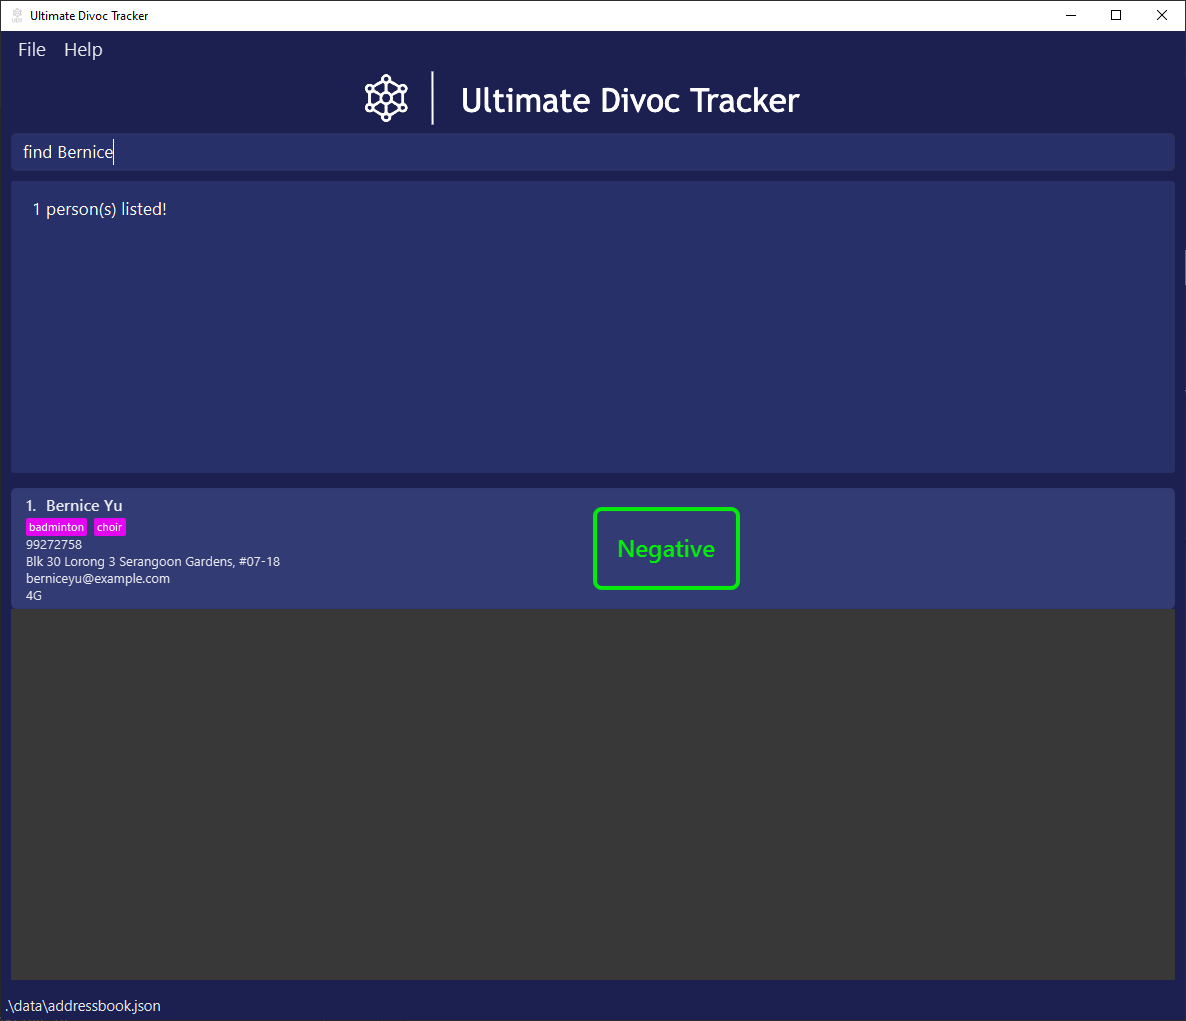 Ultimate Divoc Tracker
File Help
Ultimate Divoc Tracker
find Bernice
1 person(s) listed!
1. Bernice Yu
badminton choir
99272758
Blk 30 Lorong 3 Serangoon Gardens, #07-18
berniceyu@example.com
4G
Negative
.\data\addressbook.json